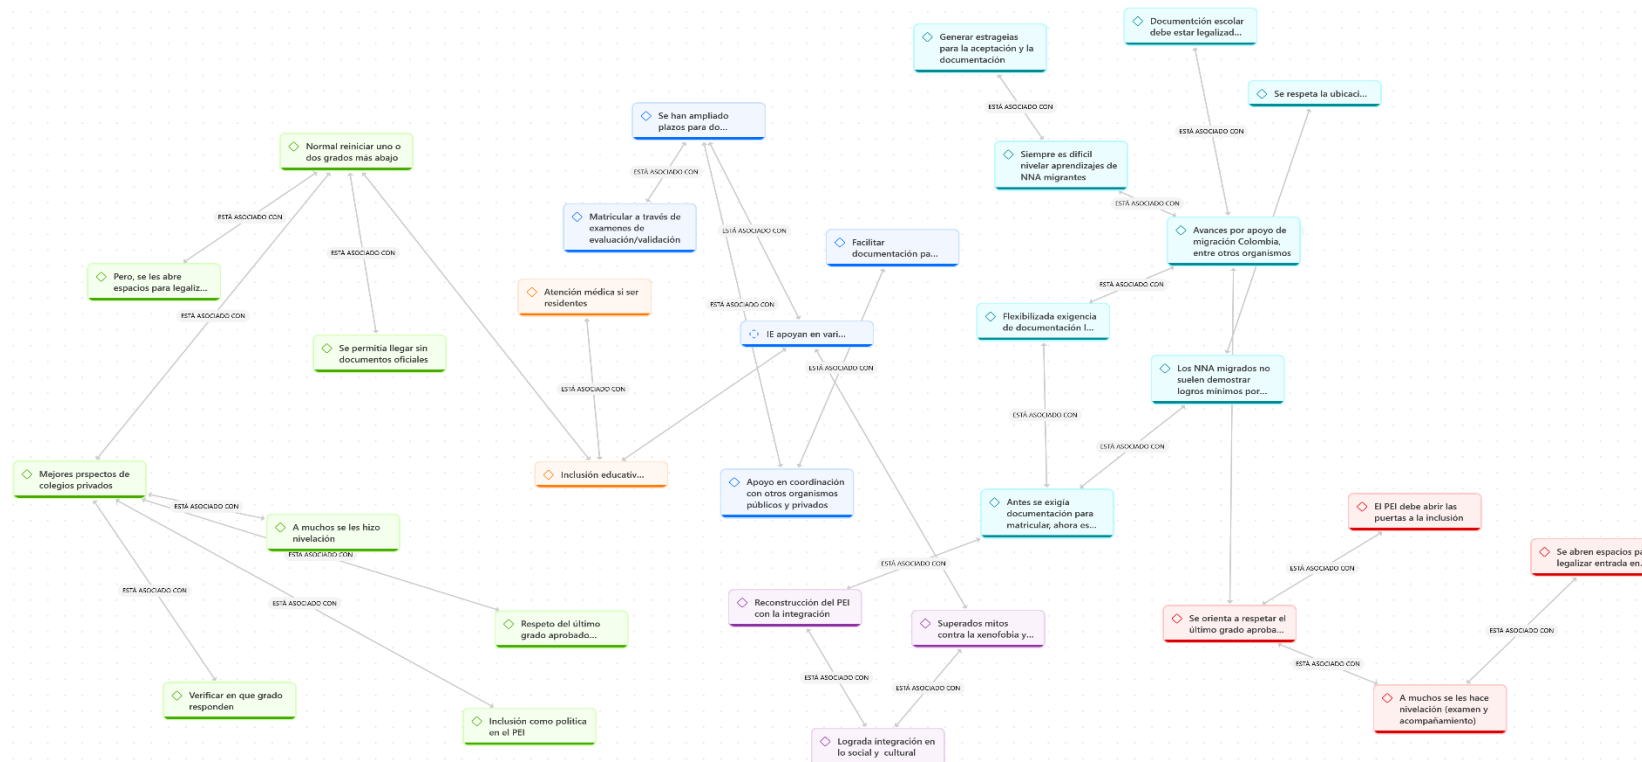 Documentción escolar
debe estar legalizad...
Generar estrageias
para la aceptación y la
documentación
Se respeta la ubicaci...
ESTÁ ASOCIADO CON
Se han ampliado
plazos para do...
ESTÁ ASOCIADO CON
Normal reiniciar uno o
dos grados más abajo
Siempre es dificil
nivelar aprendizajes de
NNA migrantes
ESTÁ ASOCIADO CON
ESTÁ ASOCIADO CON
Matricular a través de
examenes de
evaluación/validación
ESTÁ ASOCIADO CON
ESTÁ ASOCIADO CON
Avances por apoyo de
migración Colombia,
entre otros organismos
Facilitar
documentación pa...
ESTÁ ASOCIADO CON
Pero, se les abre
espacios para legaliz...
ESTÁ ASOCIADO CON
Atención médica si ser
residentes
ESTÁ ASOCIADO CON
ESTÁ ASOCIADO CON
Flexibilizada exigencia
de documentación l...
IE apoyan en vari...
Se permitia llegar sin
documentos oficiales
ESTÁ ASOCIADO CON
Los NNA migrados no
suelen demostrar
logros mínimos por...
ESTÁ ASOCIADO CON
ESTÁ ASOCIADO CON
ESTÁ ASOCIADO CON
Mejores prspectos de
colegios privados
Inclusión educativ...
Apoyo en coordinación
con otros organismos
públicos y privados
ESTÁ ASOCIADO CON
Antes se exigía
documentación para
matricular, ahora es...
El PEI debe abrir las
puertas a la inclusión
A muchos se les hizo
nivelación
ESTÁ ASOCIADO CON
Se abren espacios pa
legalizar entrada en...
ESTÁ ASOCIADO CON
ESTÁ ASOCIADO CON
ESTÁ ASOCIADO CON
ESTÁ ASOCIADO CON
Reconstrucción del PEI
con la integración
Respeto del último
grado aprobado...
Superados mitos
contra la xenofobia y...
Se orienta a respetar el
último grado aproba...
ESTÁ ASOCIADO CON
ESTÁ ASOCIADO CON
ESTÁ ASOCIADO CON
ESTÁ ASOCIADO CON
Verificar en que grado
responden
A muchos se les hace
nivelación (examen y
acompañamiento)
Inclusión como política
en el PEI
Lograda integración en
lo social y cultural